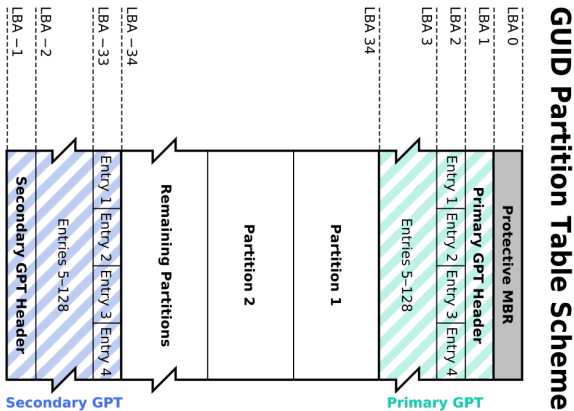 GUID Partition Table Scheme
LBA 0
Protective MBR
LBA 1
Primary GPT Header
LBA 2
Entry 1 Entry 2 Entry 3 Entry 4
LBA 3
Entries 5–128
LBA 34
Partition 1
Partition 2
Remaining Partitions
LBA −34
Entry 1 Entry 2 Entry 3 Entry 4
LBA −33
Entries 5–128
LBA −2
Secondary GPT Header
LBA −1
Primary GPT
Secondary GPT